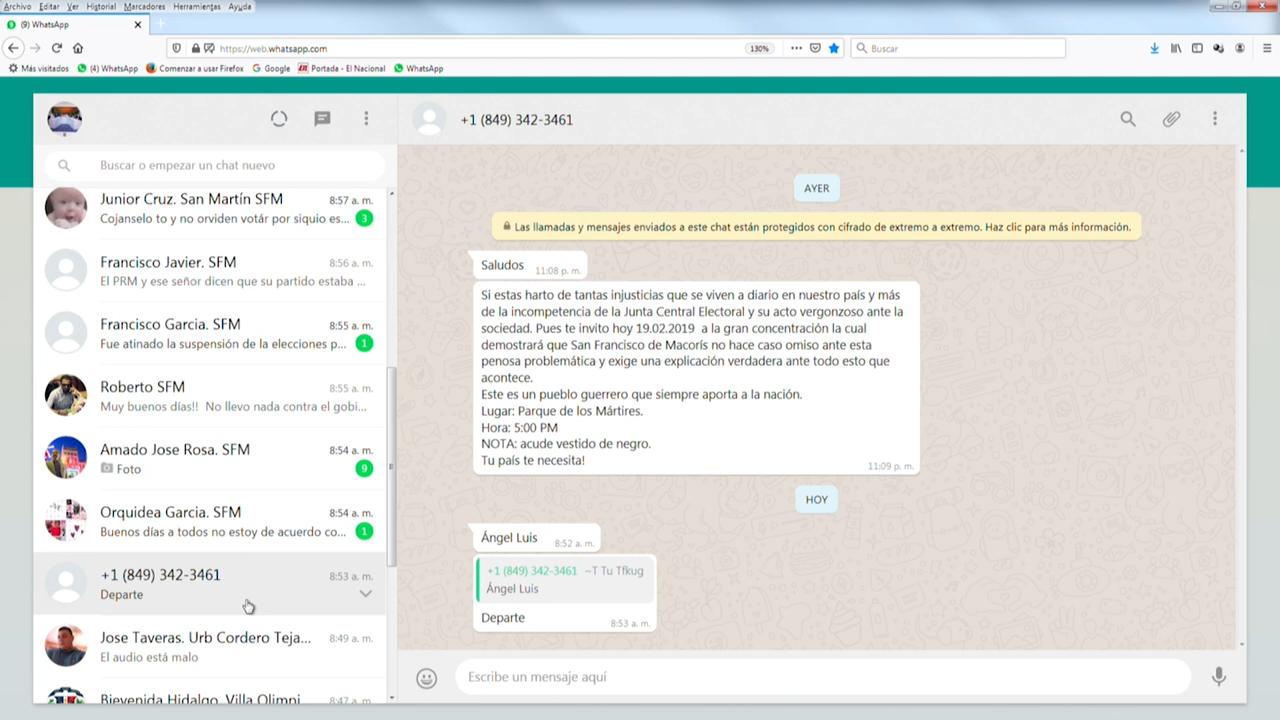 Archivo Editar Ver Historial Marcadores Herramientas Ayuda
(9) WhatsApp
https://web.whatsapp.com
130%
Buscar
Más visitados (4) WhatsApp Comenzar a usar Firefox Google Portada - El Nacional WhatsApp
Buscar o empezar un chat nuevo
Junior Cruz. San Martín SFM 8:57 a. m.
Cojanselo to y no orviden votár por siquio es... 3
Francisco Javier. SFM 8:56 a. m.
El PRM y ese señor dicen que su partido estaba ...
Francisco Garcia. SFM 8:55 a. m.
Fue atinado la suspensión de la elecciones p... 1
Roberto SFM 8:55 a. m.
Muy buenos días!! No llevo nada contra el gobi...
Amado Jose Rosa. SFM 8:54 a. m.
Foto 9
Orquidea Garcia. SFM 8:54 a. m.
Buenos días a todos no estoy de acuerdo co... 1
+1 (849) 342-3461 8:53 a. m.
Departe
Jose Taveras. Urb Cordero Teja... 8:49 a. m.
El audio está malo
Bievenida Hidalgo. Villa Olimpi... 8:47 a. m.
+1 (849) 342-3461
AYER
Las llamadas y mensajes enviados a este chat están protegidos con cifrado de extremo a extremo. Haz clic para más información.
Saludos 11:08 p. m.
Si estas harto de tantas injusticias que se viven a diario en nuestro país y más
de la incompetencia de la Junta Central Electoral y su acto vergonzoso ante la
sociedad. Pues te invito hoy 19.02.2019 a la gran concentración la cual
demostrará que San Francisco de Macorís no hace caso omiso ante esta
penosa problemática y exige una explicación verdadera ante todo esto que
acontece.
Este es un pueblo guerrero que siempre aporta a la nación.
Lugar: Parque de los Mártires.
Hora: 5:00 PM
NOTA: acude vestido de negro.
Tu país te necesita!
11:09 p. m.
HOY
Ángel Luis 8:52 a. m.
+1 (849) 342-3461 ~T Tu Tfkug
Ángel Luis
Departe
8:53 a. m.
Escribe un mensaje aquí